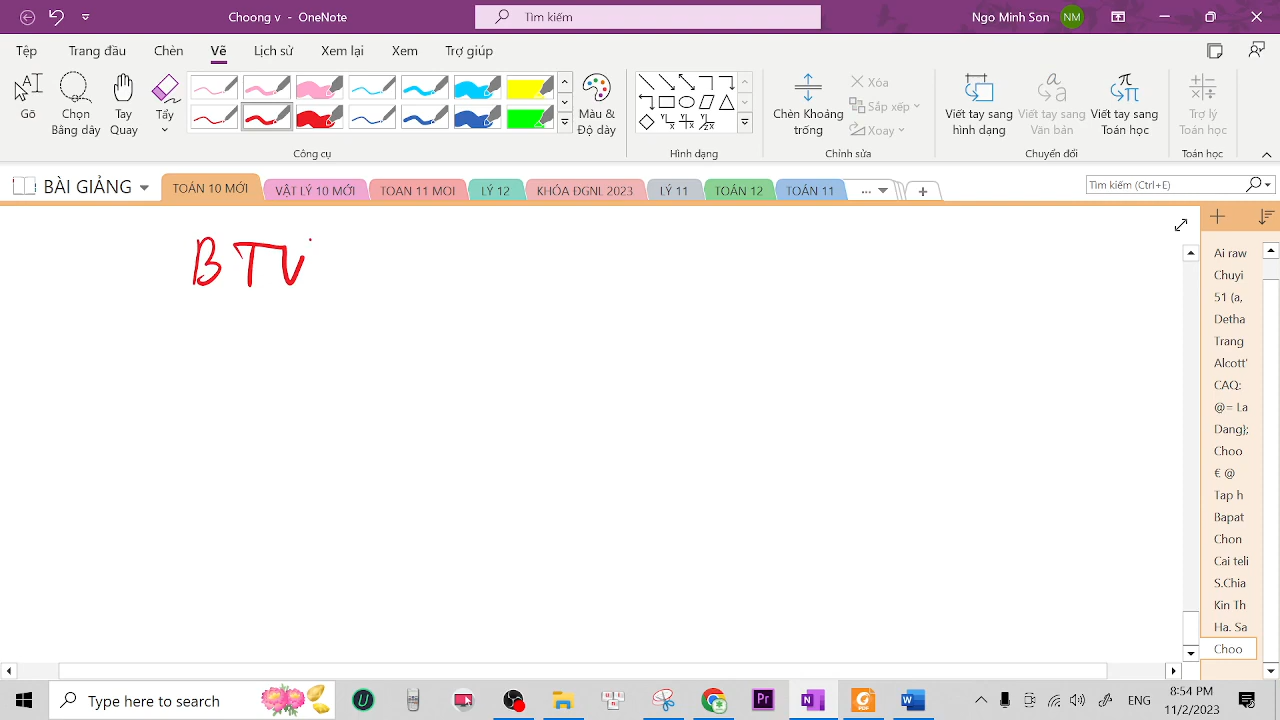 Choong v - OneNote
Tìm kiếm
Ngo Minh Son
NM
Tệp
Trang đầu
Chèn
Vẽ
Lịch sử
Xem lại
Xem
Trợ giúp
Gõ
Chọn Bằng dây
Tay Quay
Tẩy
Màu & Độ dày
Chèn Khoảng trống
Xóa
Sắp xếp
Xoay
Viết tay sang hình dạng
Viết tay sang Văn bản
Viết tay sang Toán học
Trợ lý Toán học
Công cụ
Hình dạng
Chỉnh sửa
Chuyển đổi
Toán học
BÀI GIẢNG
TOÁN 10 MỚI
VẬT LÝ 10 MỚI
TOAN 11 MOI
LÝ 12
KHÓA ĐGNL 2023
LÝ 11
TOÁN 12
TOÁN 11
...
Tìm kiếm (Ctrl+E)
BTV
Ai raw
Chuyi
51 (a,
Detha
Trang
Alcott'
CAQ:
@= La
Dang};
Choo
€ @
Tap h
Bapat
Chon
Cai teli
S.Cha
Kin Th
Ha. Sa
Choo
Type here to search
ENG
8:54 PM
11/2/2023